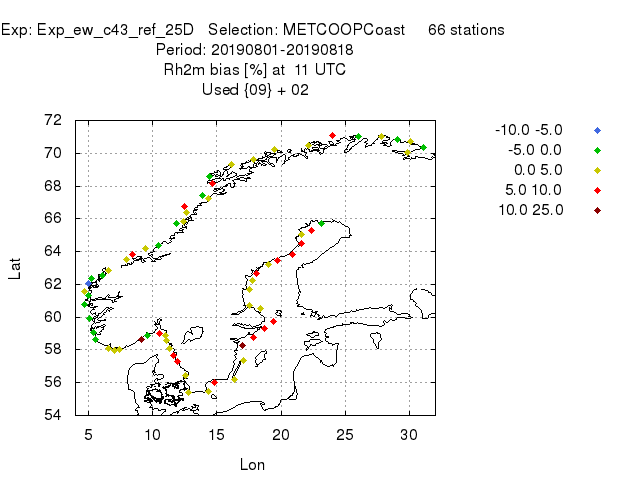 Exp: Exp_ew_c43_ref_25D   Selection: METCOOPCoast     66 stations
Period: 20190801-20190818
Rh2m bias [%] at  11 UTC
Used {09} + 02
72
70
68
66
64
62
60
58
56
54
Lat
5 10 15 20 25 30
Lon
-10.0 -5.0
-5.0 0.0
0.0 5.0
5.0 10.0
10.0 25.0